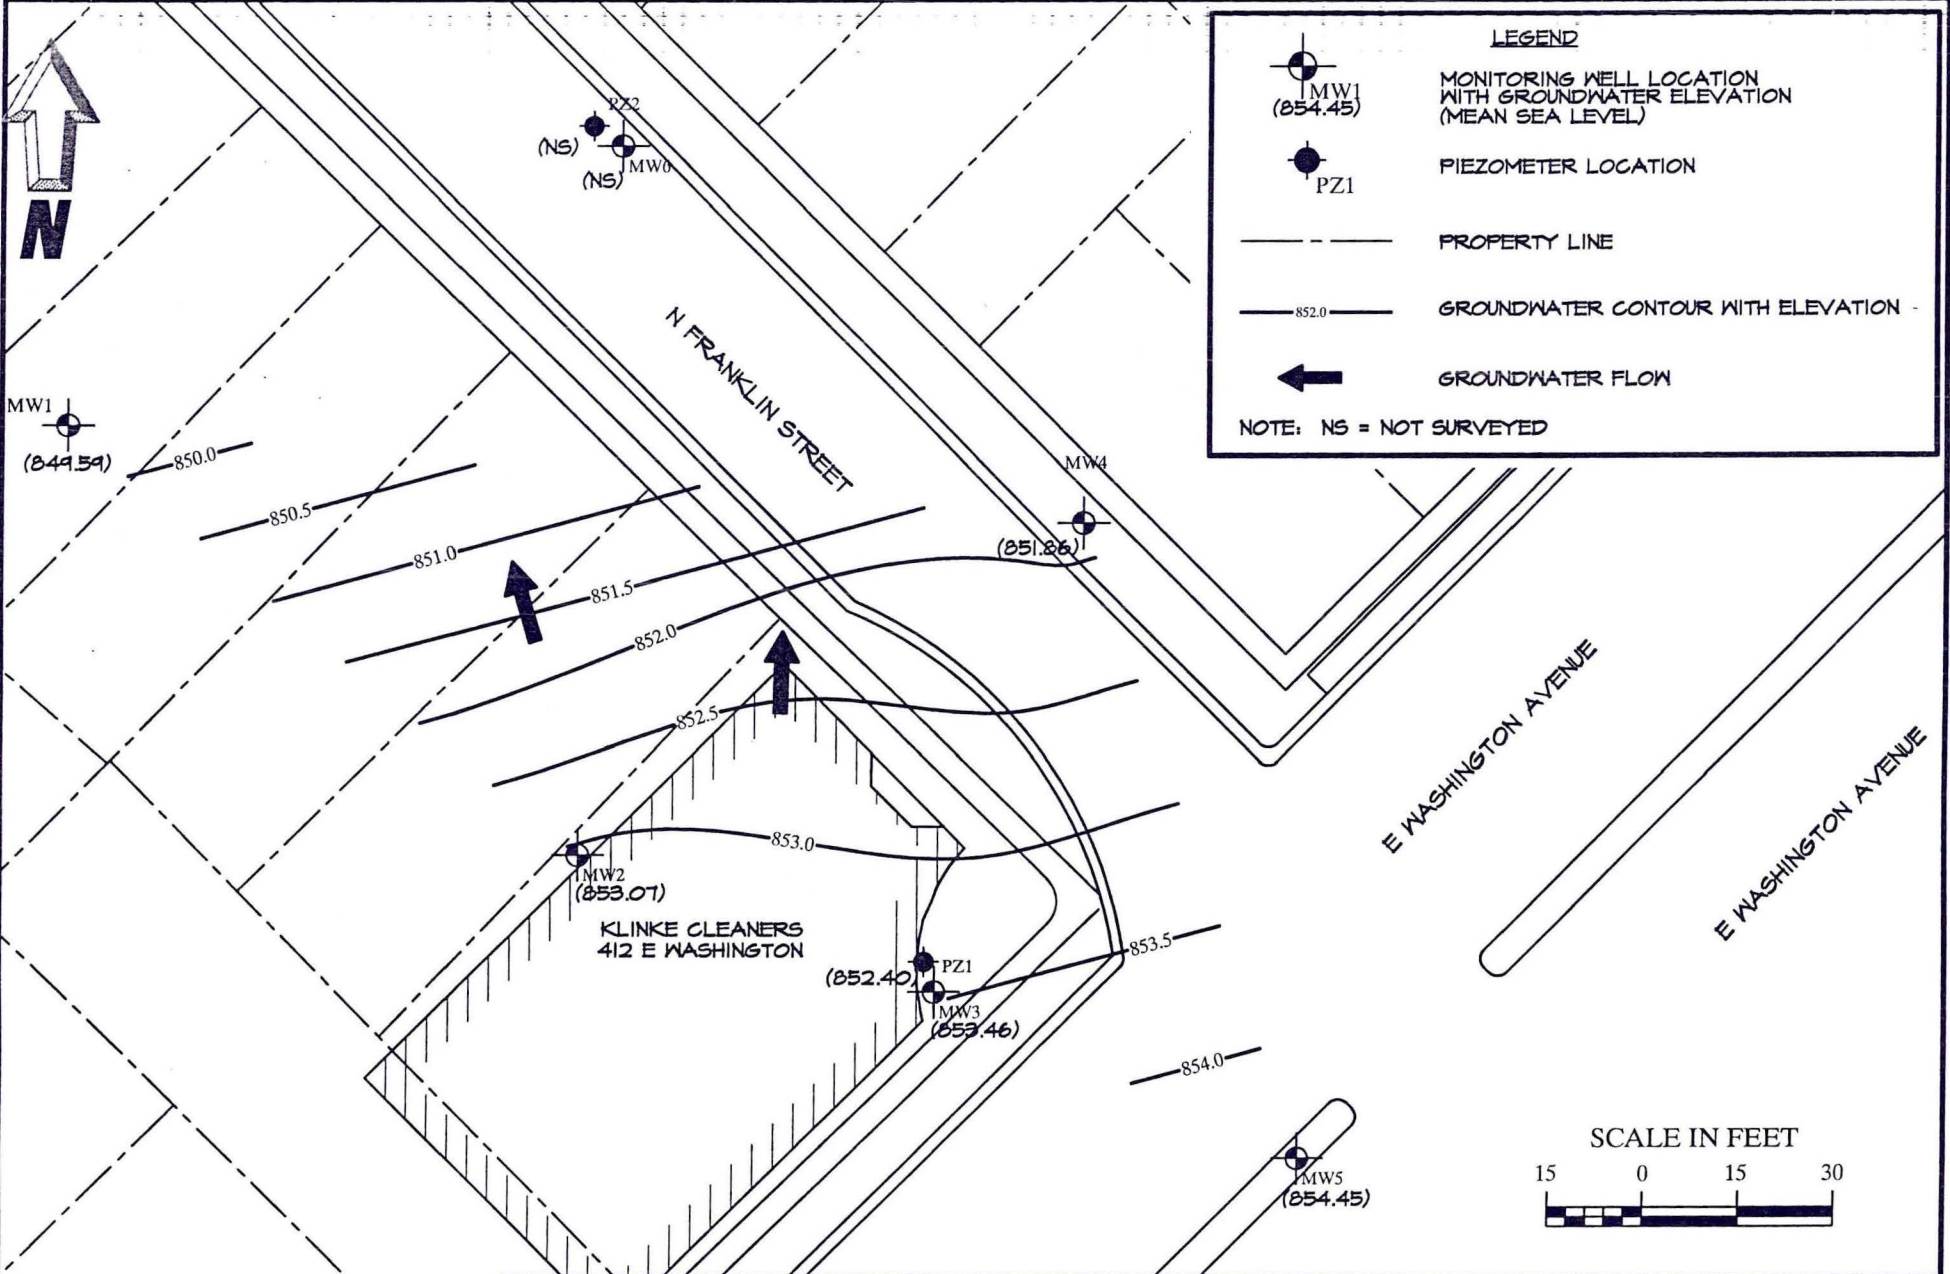 LEGEND
MW1
(854.45)
MONITORING WELL LOCATION
WITH GROUNDWATER ELEVATION
(MEAN SEA LEVEL)
PZ1
PIEZOMETER LOCATION
PROPERTY LINE
852.0
GROUNDWATER CONTOUR WITH ELEVATION
GROUNDWATER FLOW
NOTE: NS = NOT SURVEYED
N
PZ2
(NS)
MW6
(NS)
N FRANKLIN STREET
MW1
(849.59)
850.0
850.5
851.0
851.5
852.0
852.5
853.0
853.5
854.0
MW4
(851.86)
E WASHINGTON AVENUE
E WASHINGTON AVENUE
MW2
(853.07)
KLINKE CLEANERS
412 E WASHINGTON
(852.40)
PZ1
MW3
(853.46)
MW5
(854.45)
SCALE IN FEET
15 0 15 30